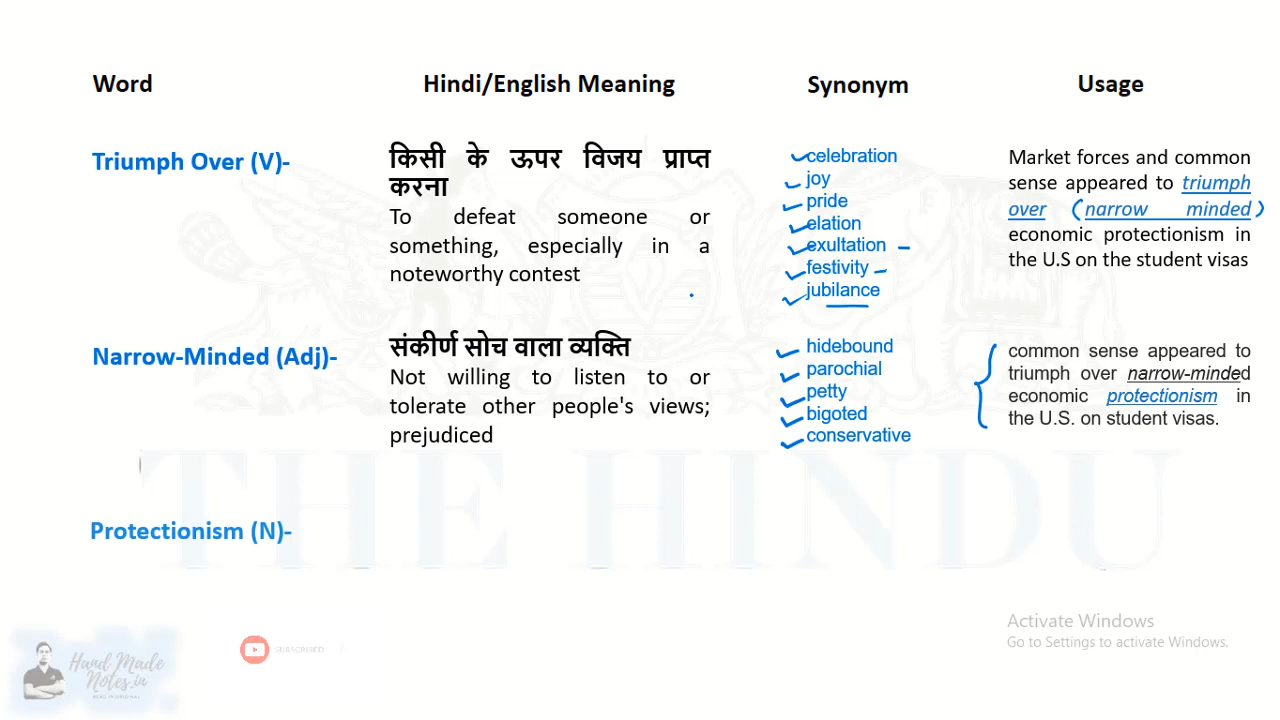 Word Hindi/English Meaning Synonym Usage
Triumph Over (V)-
किसी के ऊपर विजय प्राप्त
करना
To defeat someone or
something, especially in a
noteworthy contest
celebration
joy
pride
elation
exultation
festivity
jubilance
Market forces and common
sense appeared to triumph
over (narrow minded)
economic protectionism in
the U.S on the student visas
Narrow-Minded (Adj)-
संकीर्ण सोच वाला व्यक्ति
Not willing to listen to or
tolerate other people's views;
prejudiced
hidebound
parochial
petty
bigoted
conservative
common sense appeared to
triumph over narrow-minded
economic protectionism in
the U.S. on student visas.
Protectionism (N)-
THE HINDU
Activate Windows
Go to Settings to activate Windows.
Hand Made
Notes.in
SUBSCRIBED